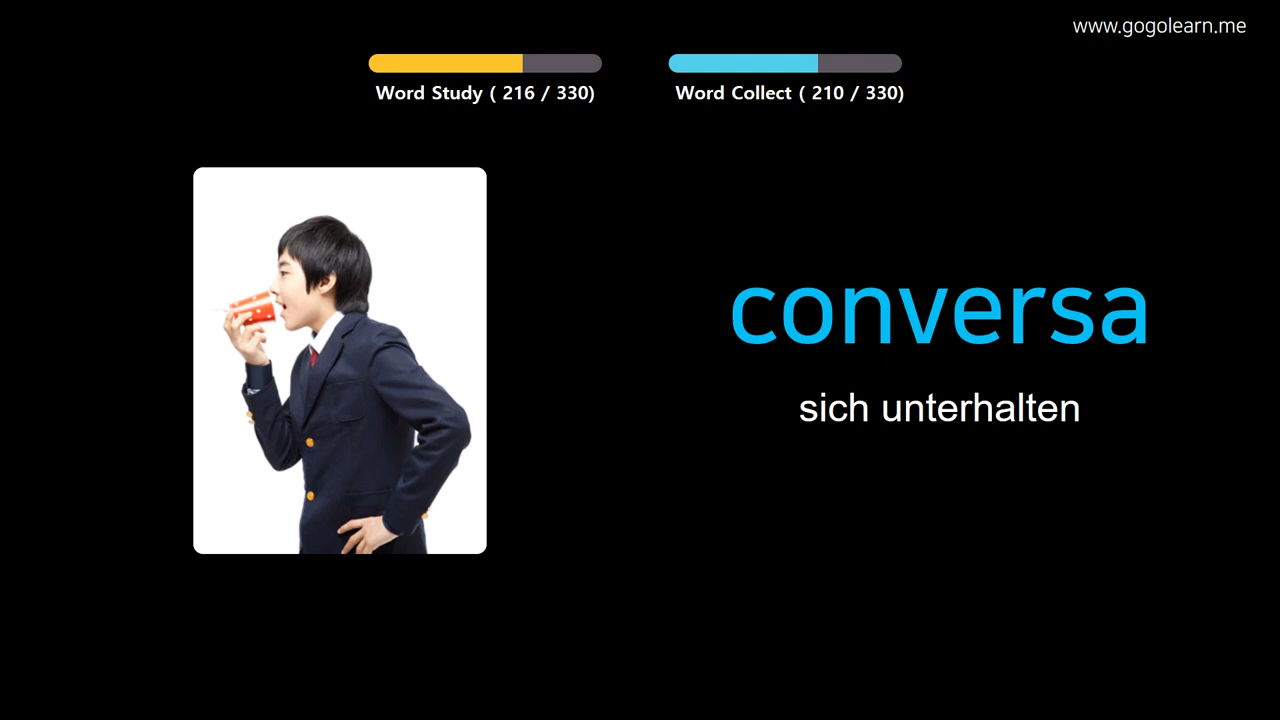 www.gogolearn.me
Word Study ( 216 / 330)
Word Collect ( 210 / 330)
conversa
sich unterhalten